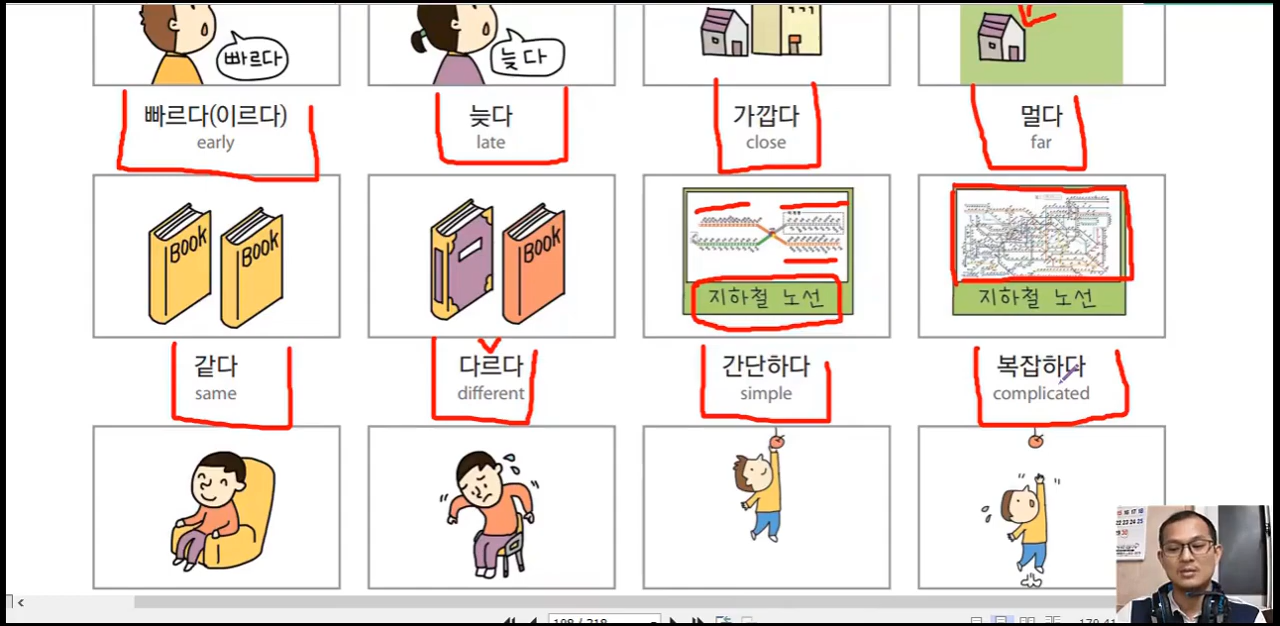 빠르다
늦다
빠르다(이르다)
early
늦다
late
가깝다
close
멀다
far
BOOK
BOOK
BOOK
지하철 노선
지하철 노선
같다
same
다르다
different
간단하다
simple
복잡하다
complicated